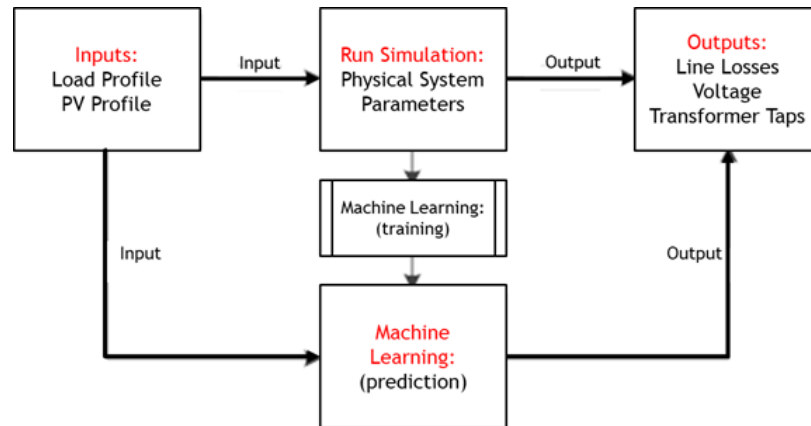 Inputs:
Load Profile
PV Profile
Input
Run Simulation:
Physical System
Parameters
Output
Outputs:
Line Losses
Voltage
Transformer Taps
Machine Learning:
(training)
Input
Output
Machine
Learning:
(prediction)